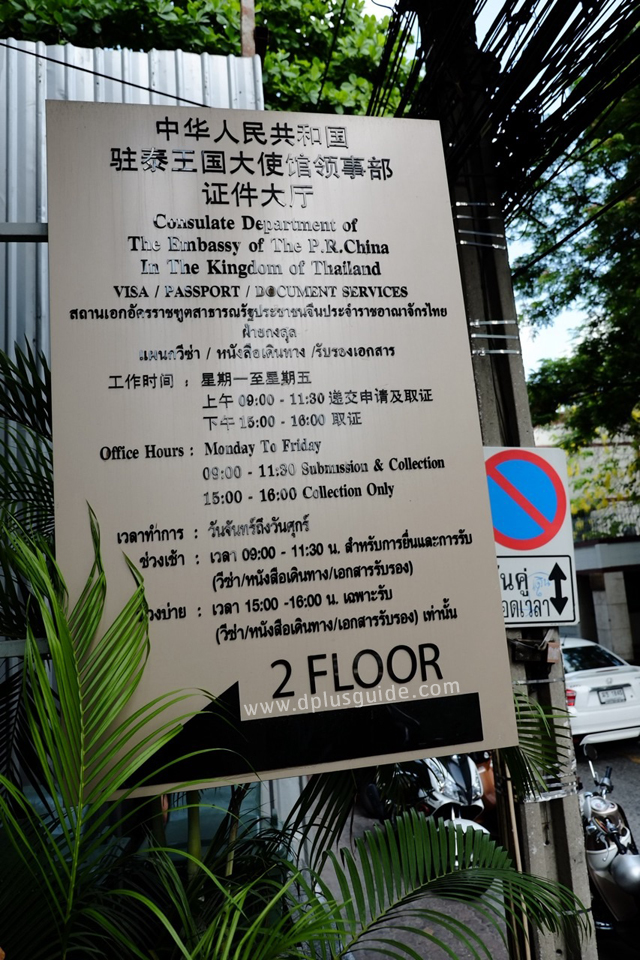 中华人民共和国
驻泰王国大使馆领事部
证件大厅
Consulate Department of
The Embassy of The P.R.China
In The Kingdom of Thailand
VISA / PASSPORT / DOCUMENT SERVICES
สถานเอกอัครราชฑูตสาธารณรัฐประชาชนจีนประจำราชอาณาจักรไทย
ฝ่ายกงสุล
แผนกวีซ่า / หนังสือเดินทาง /รับรองเอกสาร
工作时间 : 星期一至星期五
上午 09:00 - 11:30 递交申请及取证
下午 15:00 - 16:00 取证
Office Hours : Monday To Friday
09:00 - 11:30 Submission & Collection
15:00 - 16:00 Collection Only
เวลาทำการ : วันจันทร์ถึงวันศุกร์
ช่วงเช้า : เวลา 09:00 - 11:30 น. สำหรับการยื่นและการรับ
(วีซ่า/หนังสือเดินทาง/เอกสารรับรอง)
วงบ่าย : เวลา 15:00 -16:00 น. เฉพาะรับ
(วีซ่า/หนังสือเดินทาง/เอกสารรับรอง) เท่านั้น
2 FLOOR
www.dplusguide.com
นคู่
อดเวลา